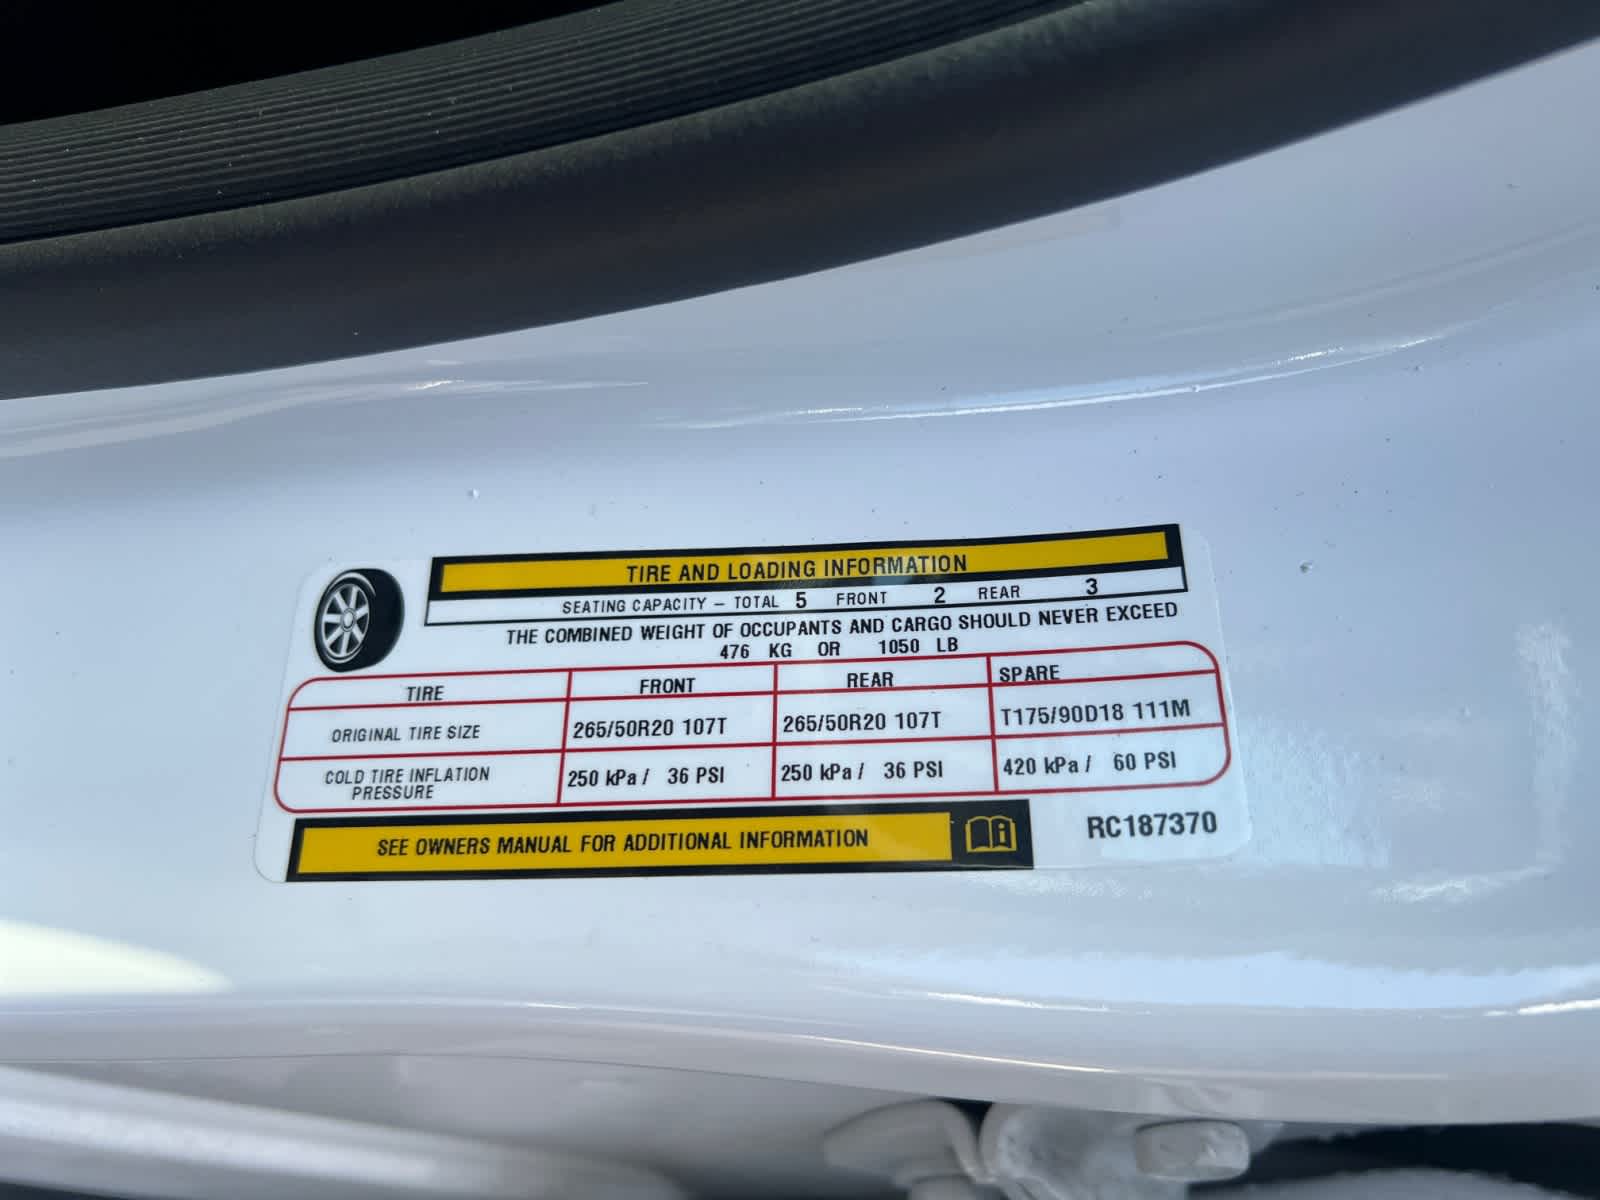 TIRE AND LOADING INFORMATION
SEATING CAPACITY – TOTAL 5 FRONT 2 REAR 3
THE COMBINED WEIGHT OF OCCUPANTS AND CARGO SHOULD NEVER EXCEED
476 KG OR 1050 LB
TIRE FRONT REAR SPARE
ORIGINAL TIRE SIZE 265/50R20 107T 265/50R20 107T T175/90D18 111M
COLD TIRE INFLATION
PRESSURE 250 kPa / 36 PSI 250 kPa / 36 PSI 420 kPa / 60 PSI
SEE OWNERS MANUAL FOR ADDITIONAL INFORMATION
RC187370